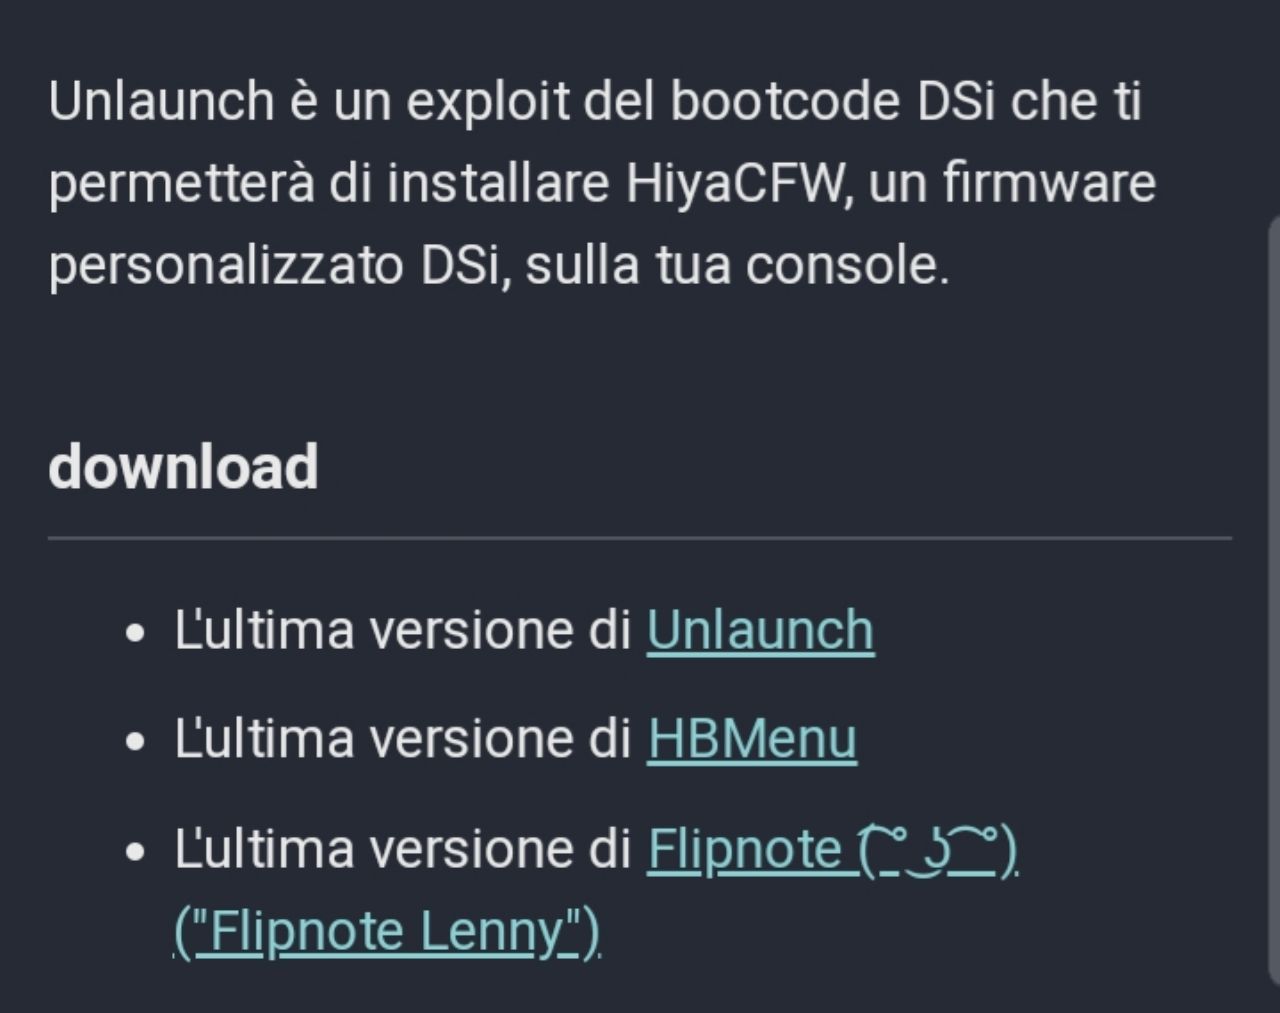 Unlaunch è un exploit del bootcode DSi che ti
permetterà di installare HiyaCFW, un firmware
personalizzato DSi, sulla tua console.
download
• L'ultima versione di Unlaunch
• L'ultima versione di HBMenu
• L'ultima versione di Flipnote ( ͡° ͜ʖ ͡°)
("Flipnote Lenny")